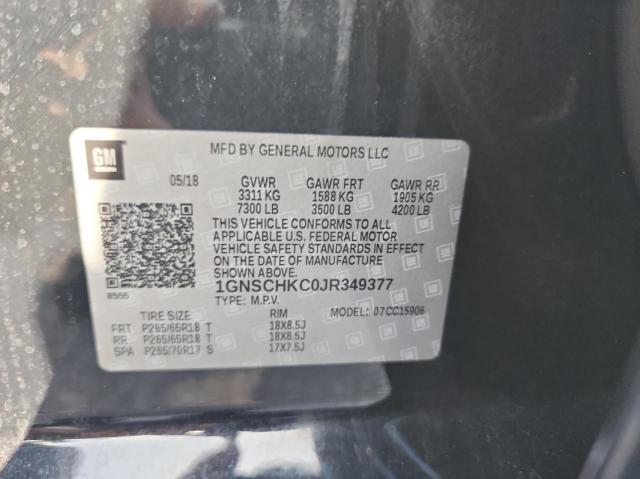 GM
MFD BY GENERAL MOTORS LLC
05/18 GVWR GAWR FRT GAWR RR
3311 KG 1588 KG 1905 KG
7300 LB 3500 LB 4200 LB
THIS VEHICLE CONFORMS TO ALL
APPLICABLE U.S. FEDERAL MOTOR
VEHICLE SAFETY STANDARDS IN EFFECT
ON THE DATE OF MANUFACTURE SHOWN ABOVE
8555
1GNSCHKC0JR349377
TYPE: M.P.V. MODEL: 07CC15906
TIRE SIZE RIM
FRT P265/65R18 T 18X8.5J
RR P265/65R18 T 18X8.5J
SPA P265/70R17 S 17X7.5J